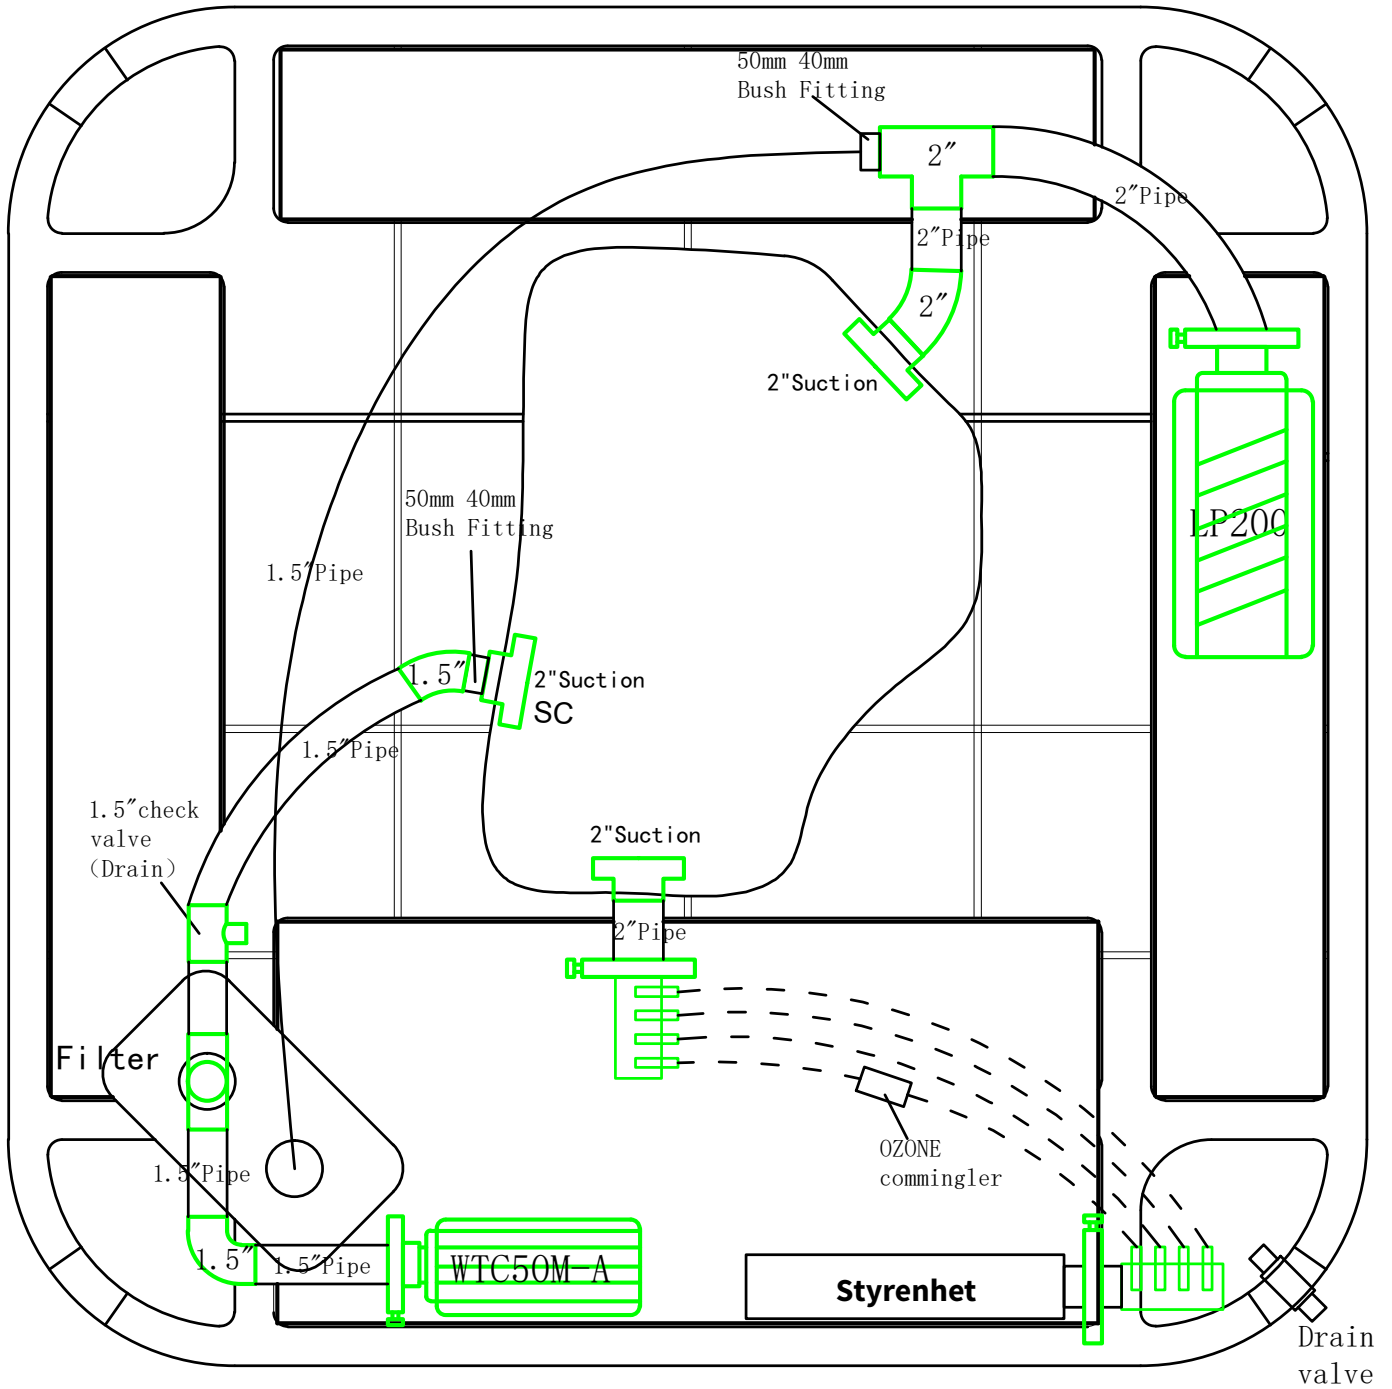 50mm 40mm
Bush Fitting
2″
2″Pipe
2″Pipe
2″
2"Suction
50mm 40mm
Bush Fitting
LP200
1.5″Pipe
1.5″
2"Suction
SC
1.5″Pipe
1.5″check
valve
(Drain)
2"Suction
2″Pipe
Filter
OZONE
commingler
1.5″Pipe
1.5″
1.5″Pipe
WTC50M-A
Styrenhet
Drain
valve